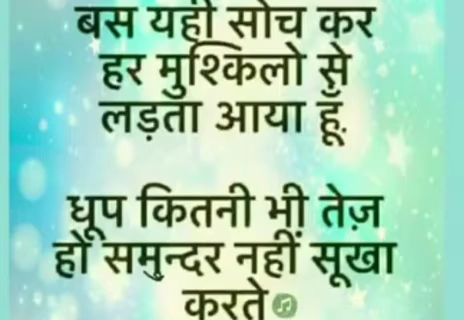 बस यही सोच कर
हर मुश्किलो से
लड़ता आया हूँ.
धूप कितनी भी तेज़
हो समुन्दर नहीं सूखा
करते